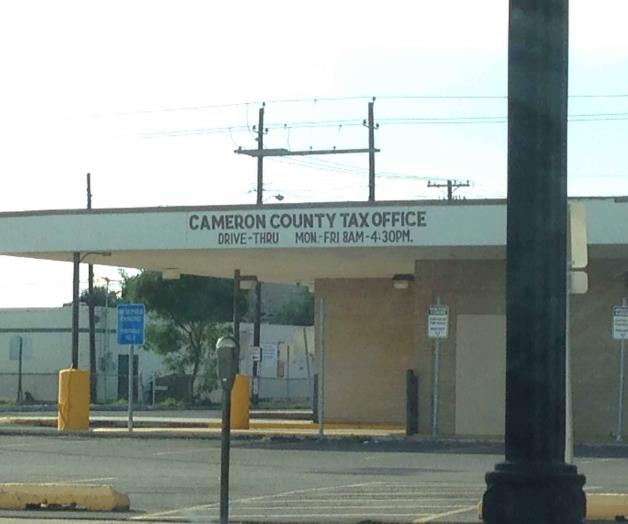 CAMERON COUNTY TAX OFFICE
DRIVE-THRU MON.-FRI 8AM-4:30PM.